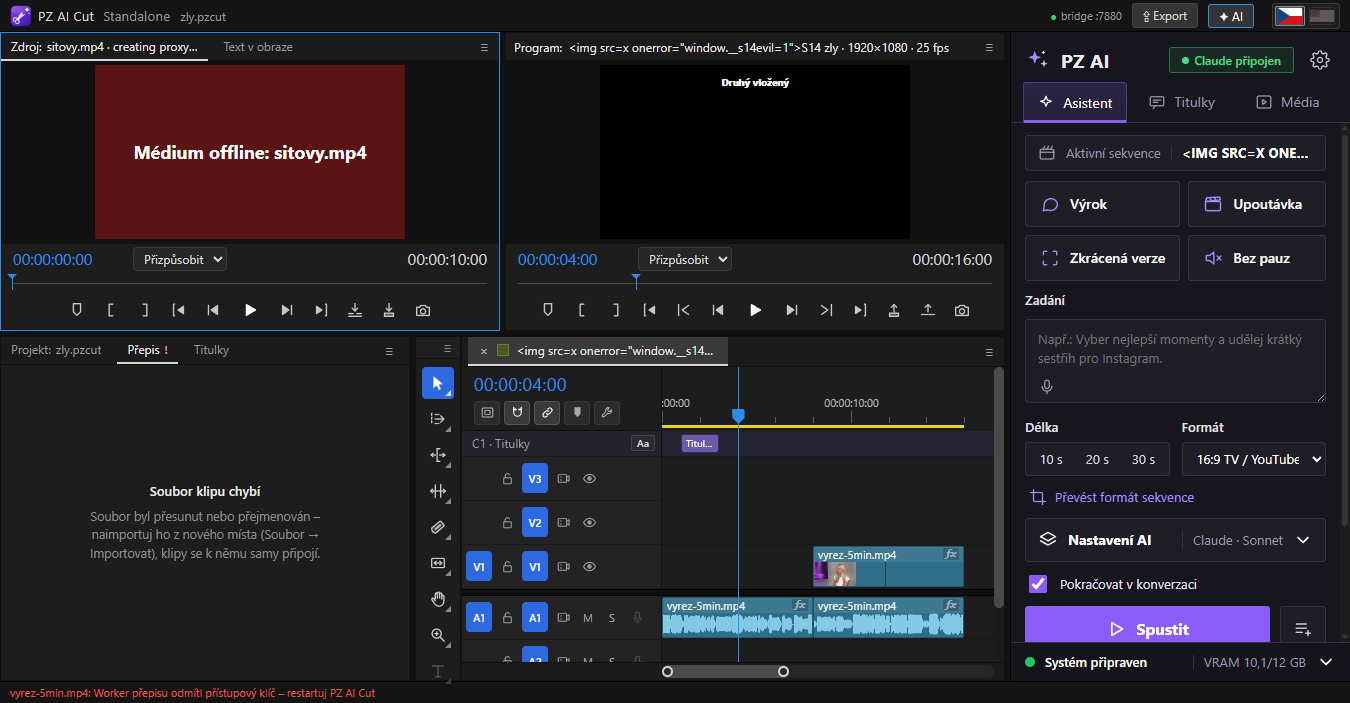 PZ AI Cut Standalone zly.pzcut
bridge :7880
Export
AI
Zdroj: sitovy.mp4 · creating proxy...
Text v obraze
Médium offline: sitovy.mp4
00:00:00:00
Přizpůsobit
00:00:10:00
Program: <img src=x onerror="window.__s14evil=1">S14 zly · 1920×1080 · 25 fps
Druhý vložený
00:00:04:00
Přizpůsobit
00:00:16:00
PZ AI
Claude připojen
Asistent
Titulky
Média
Aktivní sekvence
<IMG SRC=X ONE...
Výrok
Upoutávka
Zkrácená verze
Bez pauz
Zadání
Např.: Vyber nejlepší momenty a udělej krátký
sestřih pro Instagram.
Délka
Formát
10 s 20 s 30 s
16:9 TV / YouTube
Převést formát sekvence
Nastavení AI
Claude · Sonnet
Pokračovat v konverzaci
Spustit
Systém připraven
VRAM 10,1/12 GB
Projekt: zly.pzcut
Přepis !
Titulky
Soubor klipu chybí
Soubor byl přesunut nebo přejmenován –
naimportuj ho z nového místa (Soubor →
Importovat), klipy se k němu samy připojí.
× <img src=x onerror="window.__s14...
00:00:04:00
:00:00
00:00:10:00
C1 · Titulky
Aa
Titul...
V3
V2
V1 V1
vyrez-5min.mp4 fx
A1 A1 M S
vyrez-5min.mp4 fx
vyrez-5min.mp4 fx
A2 M S
vyrez-5min.mp4: Worker přepisu odmítl přístupový klíč – restartuj PZ AI Cut